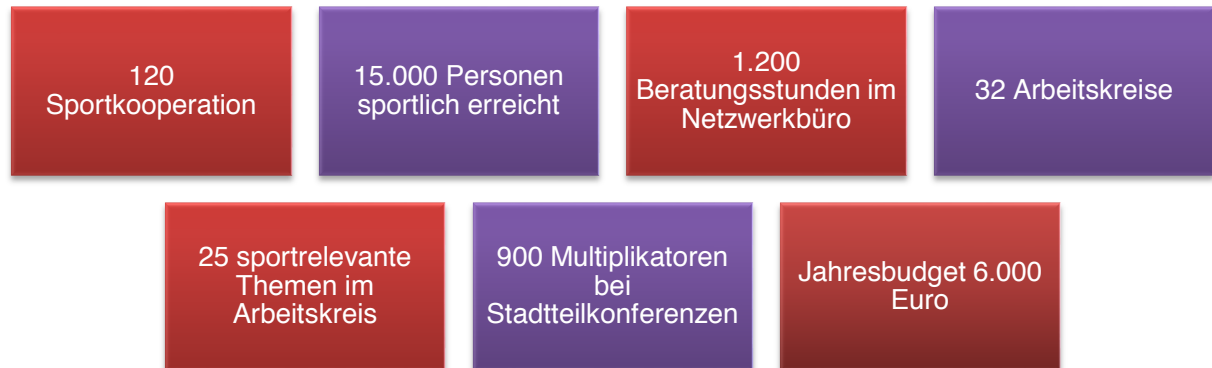 120
Sportkooperation
15.000 Personen
sportlich erreicht
1.200
Beratungsstunden im
Netzwerkbüro
32 Arbeitskreise
25 sportrelevante
Themen im
Arbeitskreis
900 Multiplikatoren
bei
Stadtteilkonferenzen
Jahresbudget 6.000
Euro